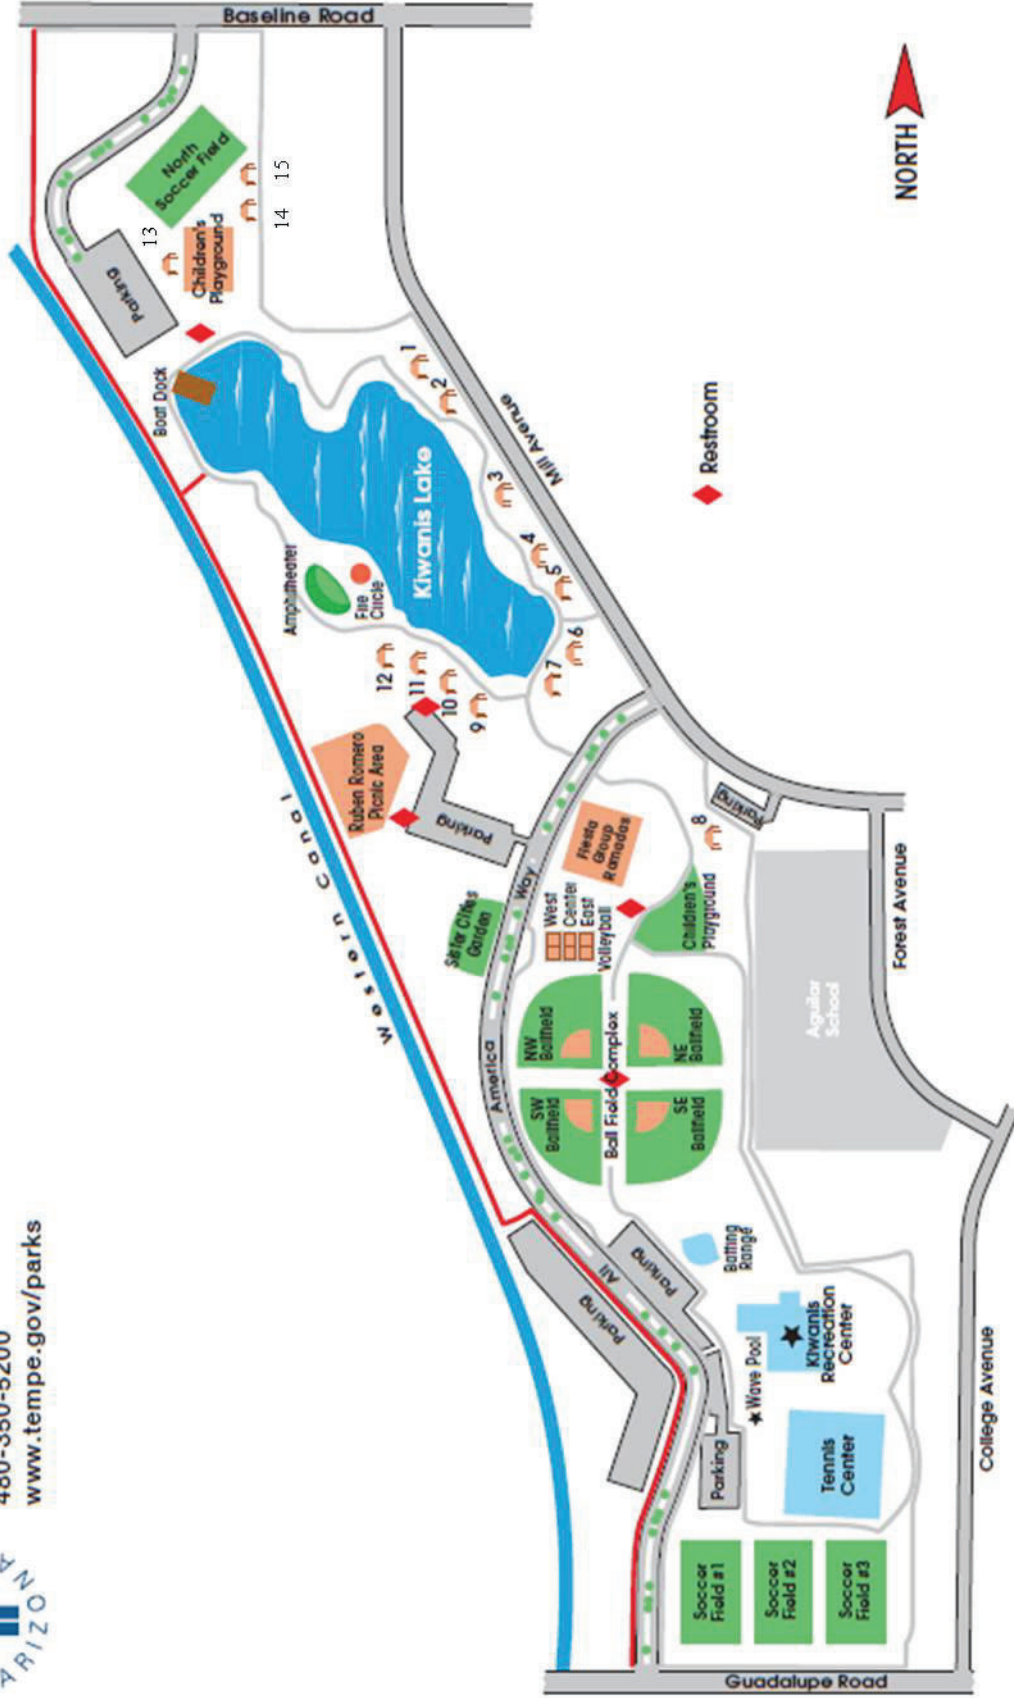 Baseline Road
NORTH
North
Soccer Field
15
14
13
Children's
Playground
Parking
Boat Dock
1
2
Mill Avenue
3
Restroom
Kiwanis Lake
4
5
Amphitheater
Fire
Circle
6
7
12
11
10
9
Ruben Romero
Picnic Area
Parking
Western Canal
Parking
8
Fiesta
Group
Ramadas
Way
Sister Cities
Garden
West
Center
East
Volleyball
Children's
Playground
Forest Avenue
Aguilar
School
NW
Ballfield
NE
Ballfield
America
Ball Field Complex
SW
Ballfield
SE
Ballfield
All
Parking
Parking
Batting
Range
Kiwanis
Recreation
Center
Wave Pool
Tennis
Center
Parking
College Avenue
Soccer
Field #1
Soccer
Field #2
Soccer
Field #3
Guadalupe Road
480-350-5200
www.tempe.gov/parks
ARIZONA